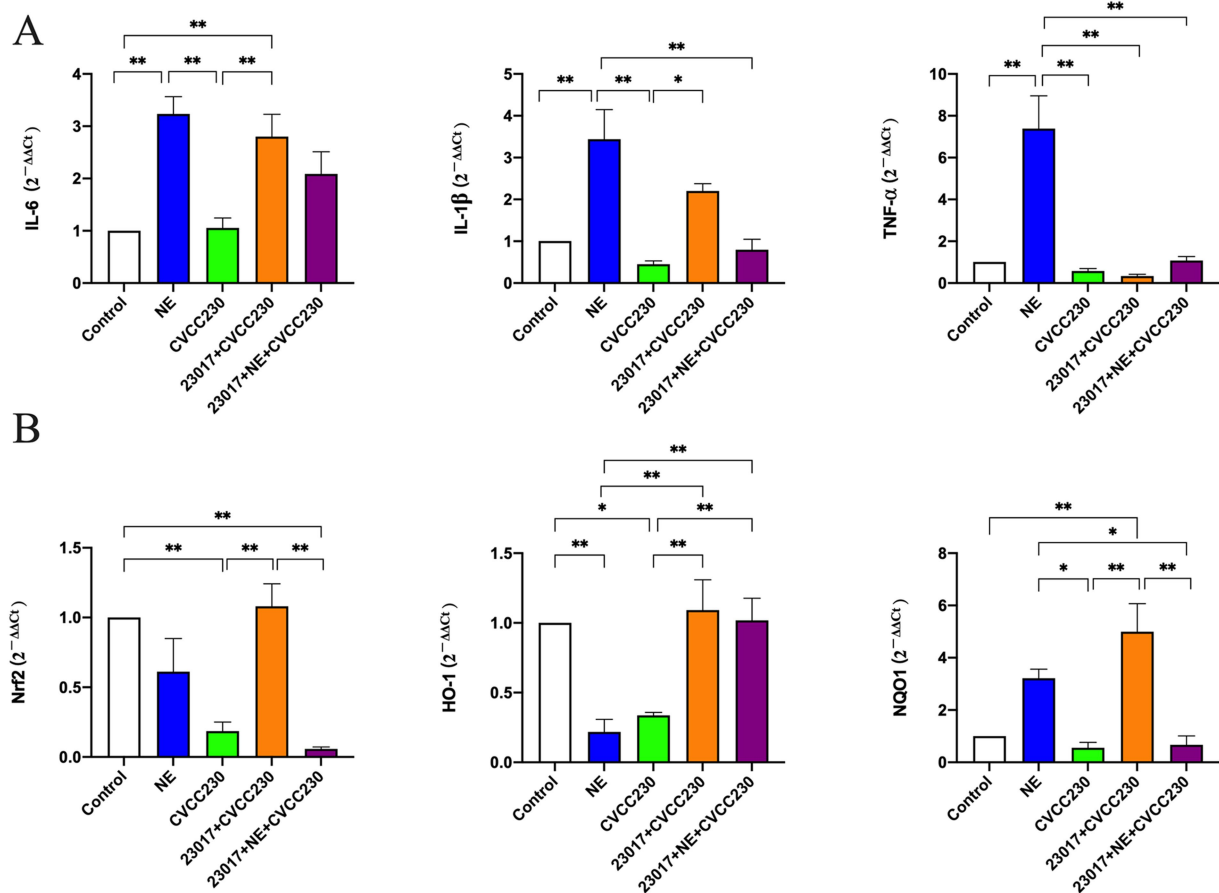 A
**
** ** **
IL-6 (2⁻ΔΔCt)
4
3
2
1
0
Control
NE
CVCC230
23017+CVCC230
23017+NE+CVCC230
**
** ** *
IL-1β (2⁻ΔΔCt)
5
4
3
2
1
0
Control
NE
CVCC230
23017+CVCC230
23017+NE+CVCC230
**
**
** **
TNF-α (2⁻ΔΔCt)
10
8
6
4
2
0
Control
NE
CVCC230
23017+CVCC230
23017+NE+CVCC230
B
**
** ** **
Nrf2 (2⁻ΔΔCt)
1.5
1.0
0.5
0.0
Control
NE
CVCC230
23017+CVCC230
23017+NE+CVCC230
**
**
* **
** **
HO-1 (2⁻ΔΔCt)
1.5
1.0
0.5
0.0
Control
NE
CVCC230
23017+CVCC230
23017+NE+CVCC230
**
*
* ** **
NQO1 (2⁻ΔΔCt)
8
6
4
2
0
Control
NE
CVCC230
23017+CVCC230
23017+NE+CVCC230